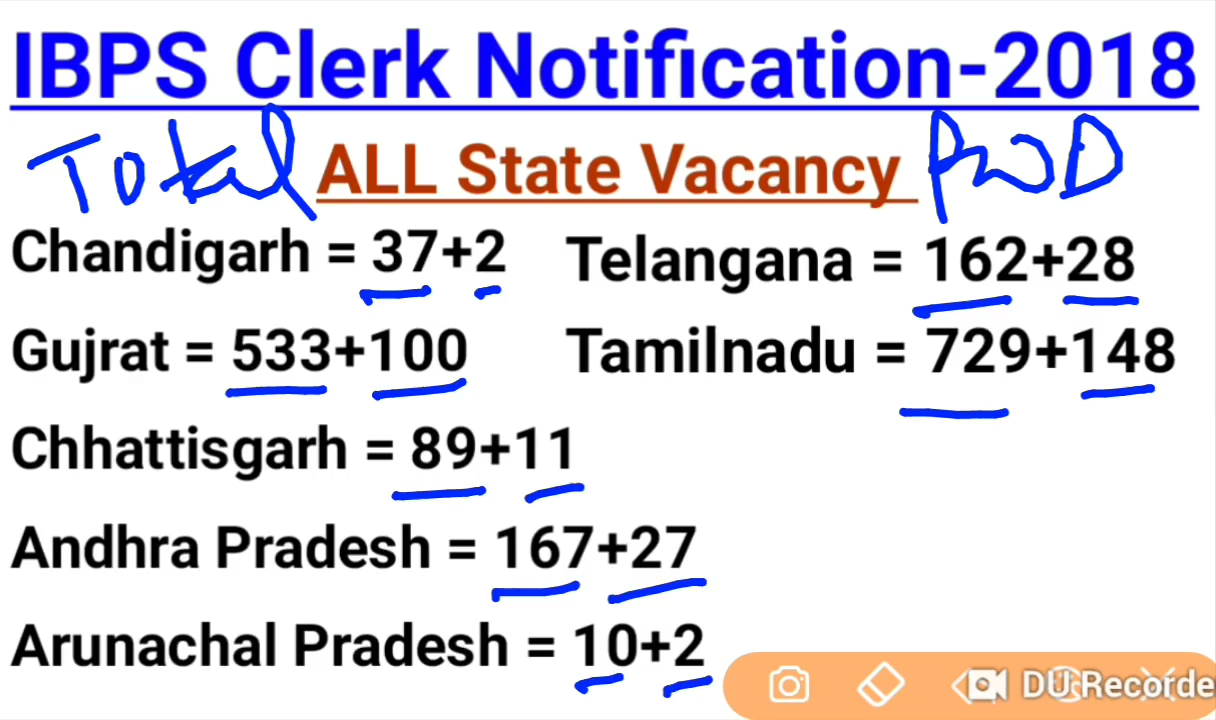 IBPS Clerk Notification-2018
Total ALL State Vacancy PWD
Chandigarh = 37+2 Telangana = 162+28
Gujrat = 533+100 Tamilnadu = 729+148
Chhattisgarh = 89+11
Andhra Pradesh = 167+27
Arunachal Pradesh = 10+2
DU Recorde